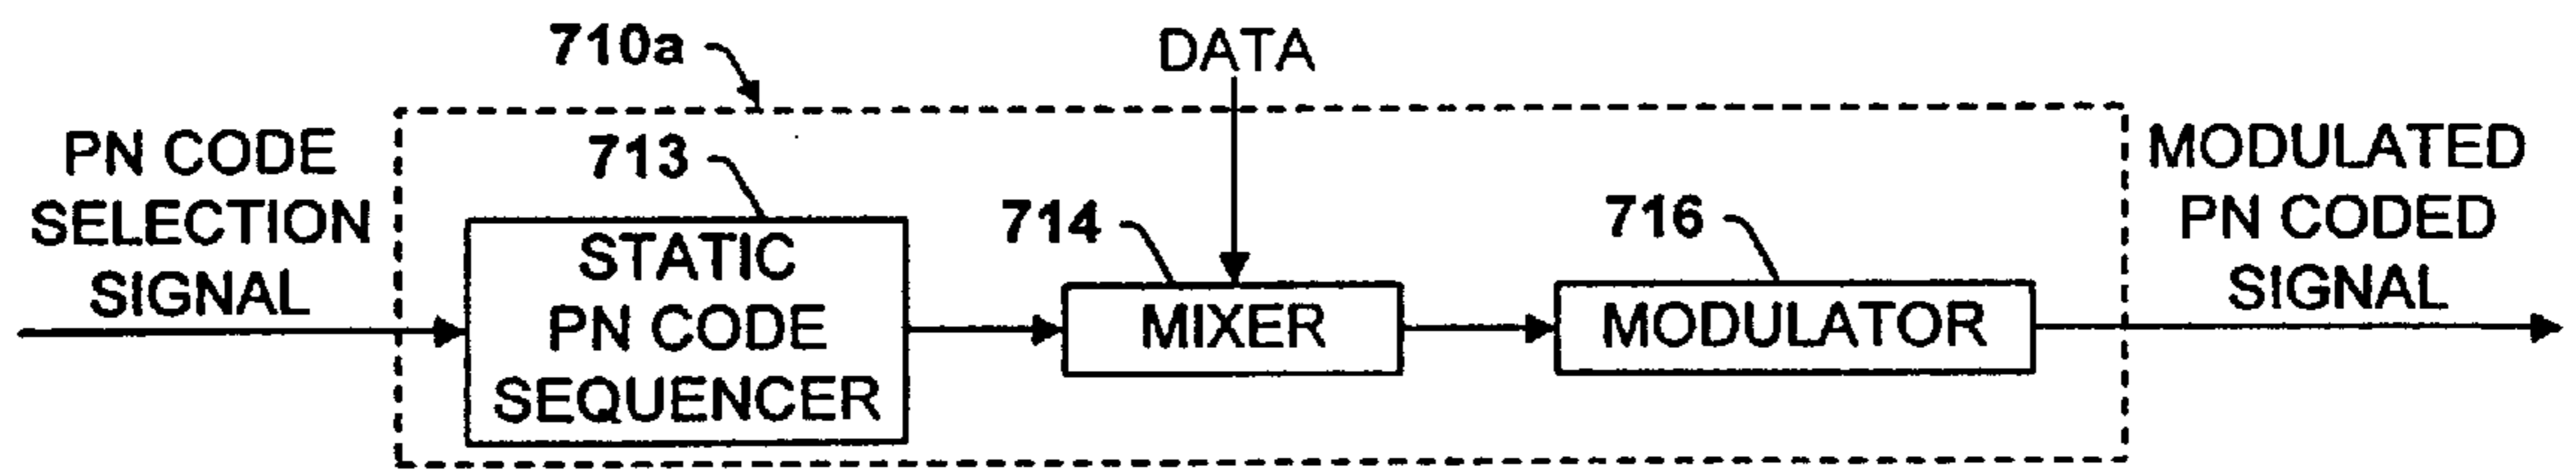 710a
DATA
PN CODE
SELECTION
SIGNAL
713
STATIC
PN CODE
SEQUENCER
714
MIXER
716
MODULATOR
MODULATED
PN CODED
SIGNAL